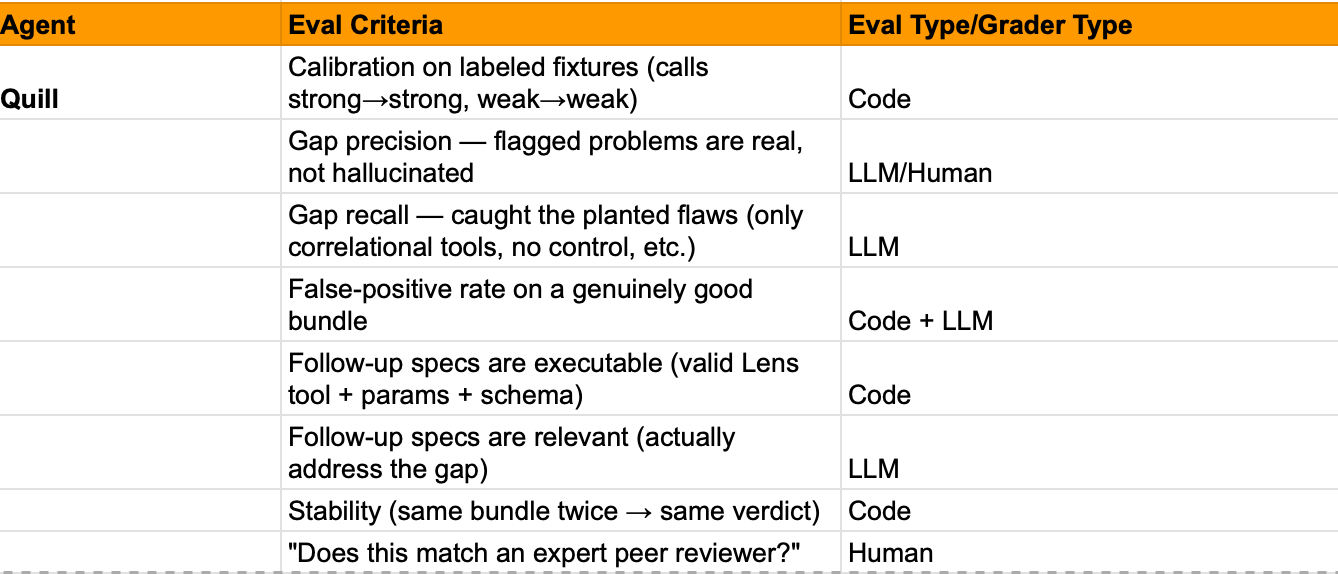 Agent
Eval Criteria
Eval Type/Grader Type
Quill
Calibration on labeled fixtures (calls
strong→strong, weak→weak)
Code
Gap precision — flagged problems are real,
not hallucinated
LLM/Human
Gap recall — caught the planted flaws (only
correlational tools, no control, etc.)
LLM
False-positive rate on a genuinely good
bundle
Code + LLM
Follow-up specs are executable (valid Lens
tool + params + schema)
Code
Follow-up specs are relevant (actually
address the gap)
LLM
Stability (same bundle twice → same verdict)
Code
"Does this match an expert peer reviewer?"
Human